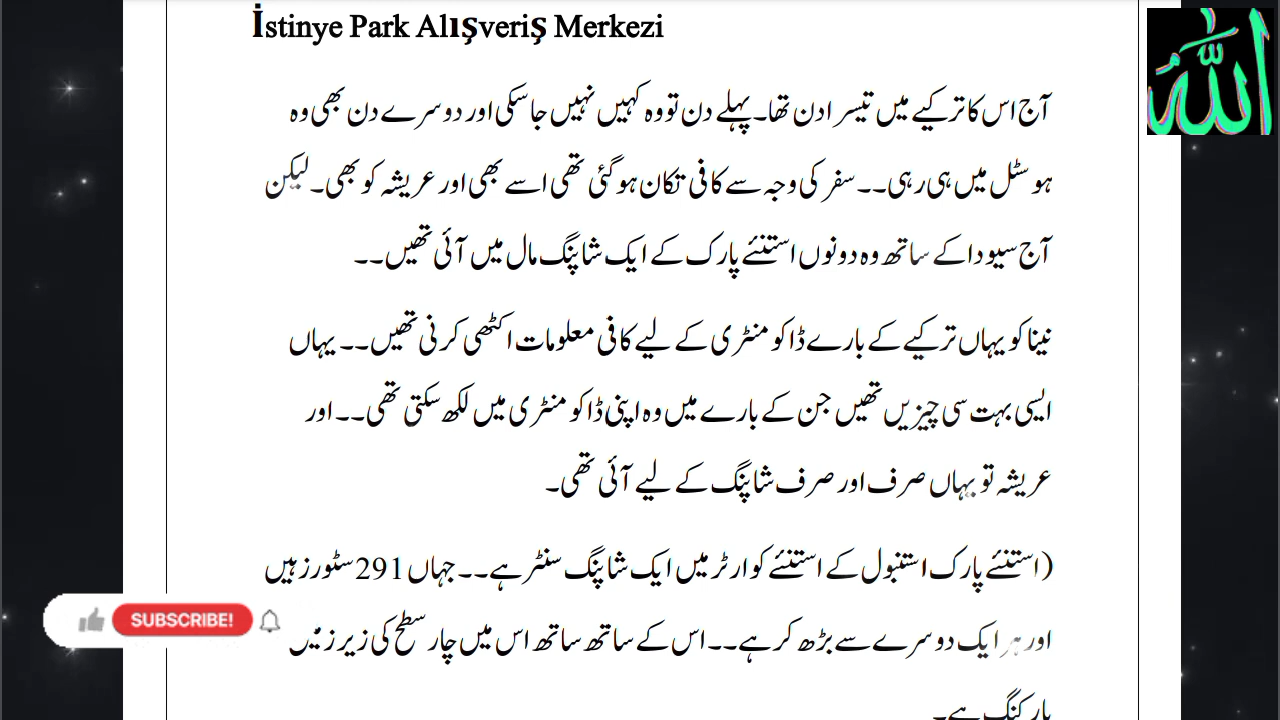 İstinye Park Alışveriş Merkezi
الله
آج اس کا ترکیے میں تیسرا دن تھا۔ پہلے دن تو وہ کہیں نہیں جا سکی اور دوسرے دن بھی وہ
ہوسٹل میں ہی رہی۔۔ سفر کی وجہ سے کافی تکان ہو گئی تھی اسے بھی اور عریشہ کو بھی۔ لیکن
آج سیودا کے ساتھ وہ دونوں استنئے پارک کے ایک شاپنگ مال میں آئی تھیں۔۔
نینا کو یہاں ترکیے کے بارے ڈاکومنٹری کے لیے کافی معلومات اکٹھی کرنی تھیں۔۔ یہاں
ایسی بہت سی چیزیں تھیں جن کے بارے میں وہ اپنی ڈاکومنٹری میں لکھ سکتی تھی۔۔ اور
عریشہ تو یہاں صرف اور صرف شاپنگ کے لیے آئی تھی۔
(استنئے پارک استنبول کے استنئے کوارٹر میں ایک شاپنگ سنٹر ہے۔۔ جہاں 291 سٹورز ہیں
SUBSCRIBE!
اور ہر ایک دوسرے سے بڑھ کر ہے۔۔ اس کے ساتھ ساتھ اس میں چار سطح کی زیر زمیں
پارکنگ ہے۔